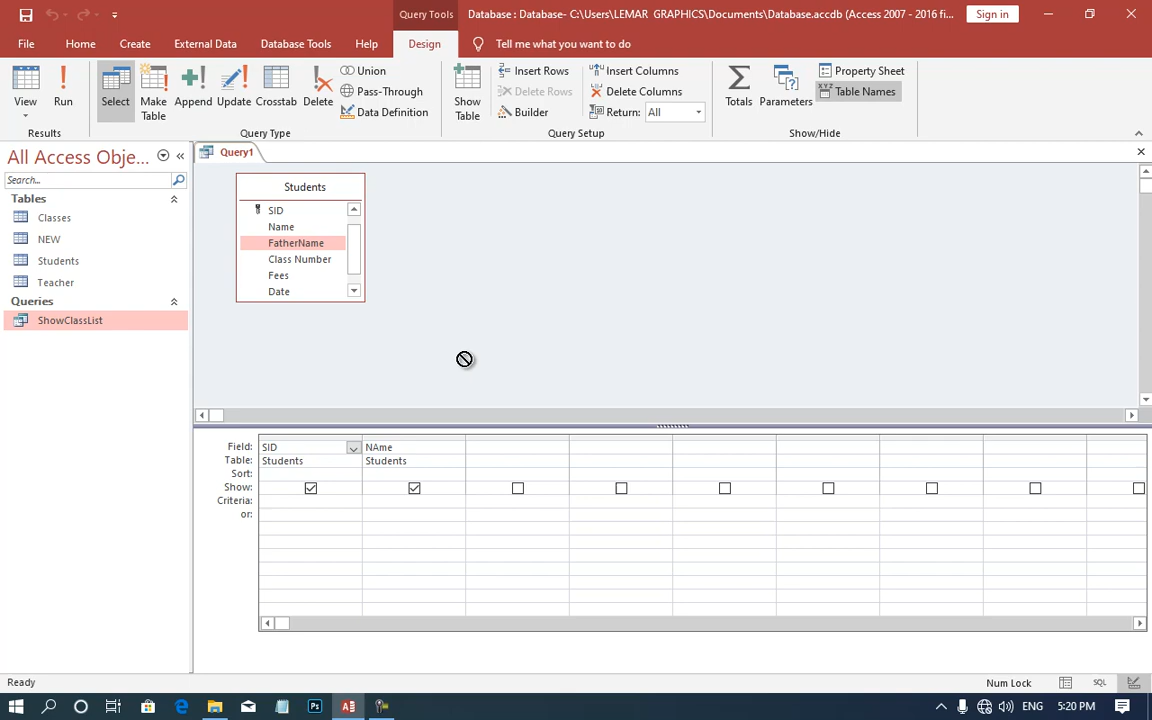 Query Tools
Database : Database- C:\Users\LEMAR GRAPHICS\Documents\Database.accdb (Access 2007 - 2016 fi...
Sign in
File Home Create External Data Database Tools Help Design Tell me what you want to do
View
Run
Results
Select
Make Table
Append
Update
Crosstab
Delete
Union
Pass-Through
Data Definition
Query Type
Show Table
Insert Rows
Delete Rows
Builder
Insert Columns
Delete Columns
Return: All
Query Setup
Totals
Parameters
Property Sheet
XYZ
Table Names
Show/Hide
All Access Obje...
Search...
Tables
Classes
NEW
Students
Teacher
Queries
ShowClassList
Query1
Students
SID
Name
FatherName
Class Number
Fees
Date
Field: SID NAme
Table: Students Students
Sort:
Show:
Criteria:
or:
Ready
Num Lock
SQL
Ps
ENG 5:20 PM